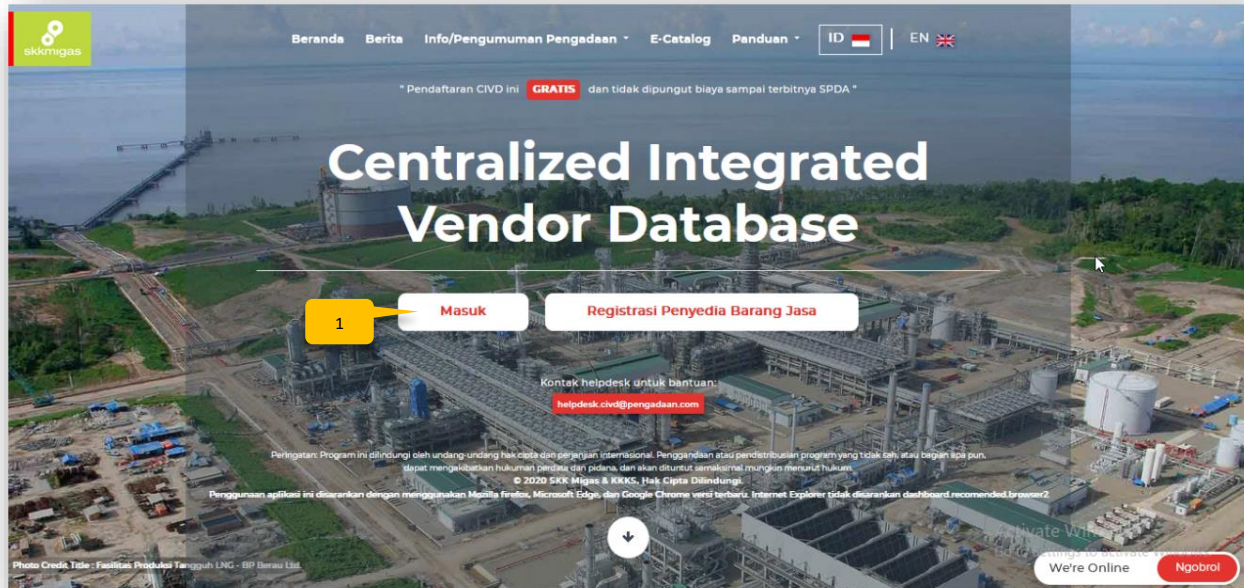 skkmigas
Beranda Berita Info/Pengumuman Pengadaan E-Catalog Panduan ID EN
" Pendaftaran CIVD ini GRATIS dan tidak dipungut biaya sampai terbitnya SPDA "
Centralized Integrated
Vendor Database
1
Masuk
Registrasi Penyedia Barang Jasa
Kontak helpdesk untuk bantuan:
helpdesk.civd@pengadaan.com
Peringatan: Program ini dilindungi oleh undang-undang hak cipta dan perjanjian internasional. Penggandaan atau pendistribusian program yang tidak sah, atau bagian apa pun,
dapat mengakibatkan hukuman perdata dan pidana, dan akan dituntut semaksimal mungkin menurut hukum.
© 2020 SKK Migas & KKKS, Hak Cipta Dilindungi.
Penggunaan aplikasi ini disarankan dengan menggunakan Mozilla firefox, Microsoft Edge, dan Google Chrome versi terbaru. Internet Explorer tidak disarankan dashboard.recomended.browser2
Photo Credit Title : Fasilitas Produksi Tangguh LNG - BP Berau Ltd.
We're Online
Ngobrol